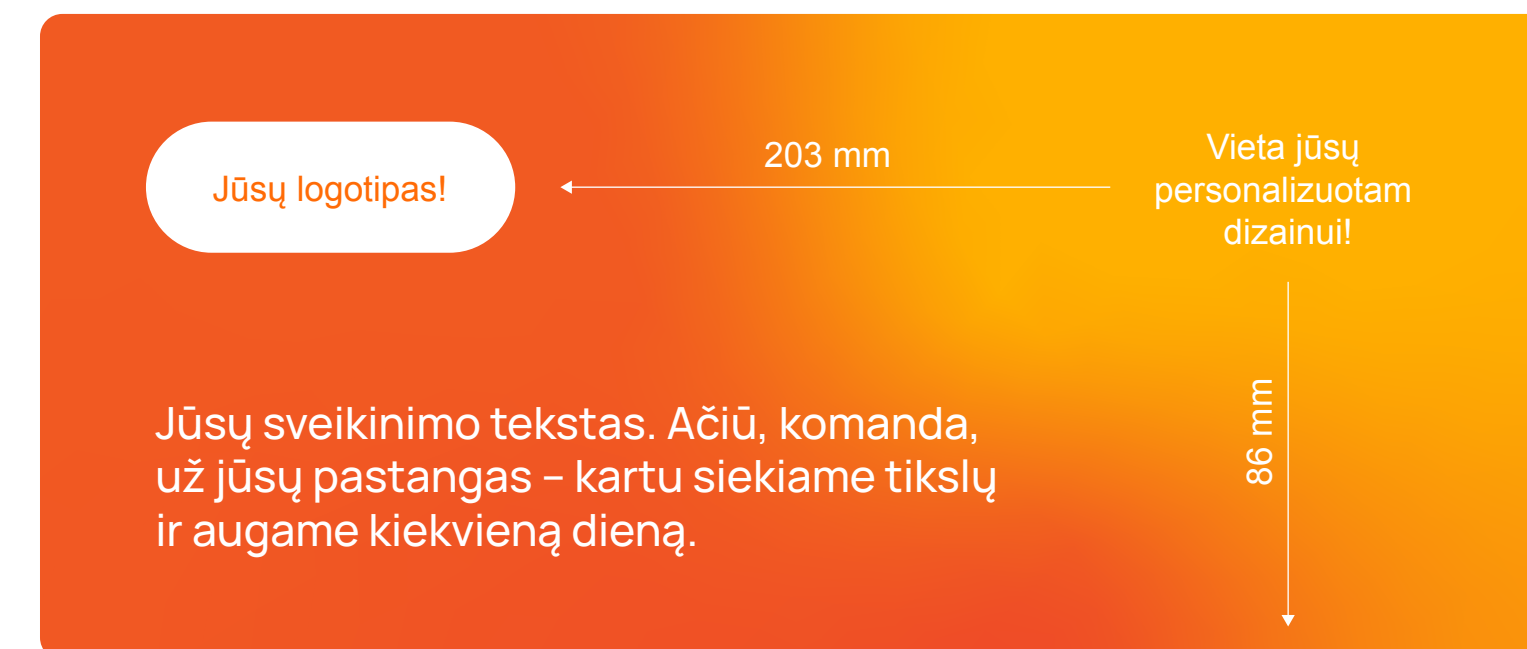 Jūsų logotipas!
203 mm
Vieta jūsų
personalizuotam
dizainui!
86 mm
Jūsų sveikinimo tekstas. Ačiū, komanda,
už jūsų pastangas – kartu siekiame tikslų
ir augame kiekvieną dieną.